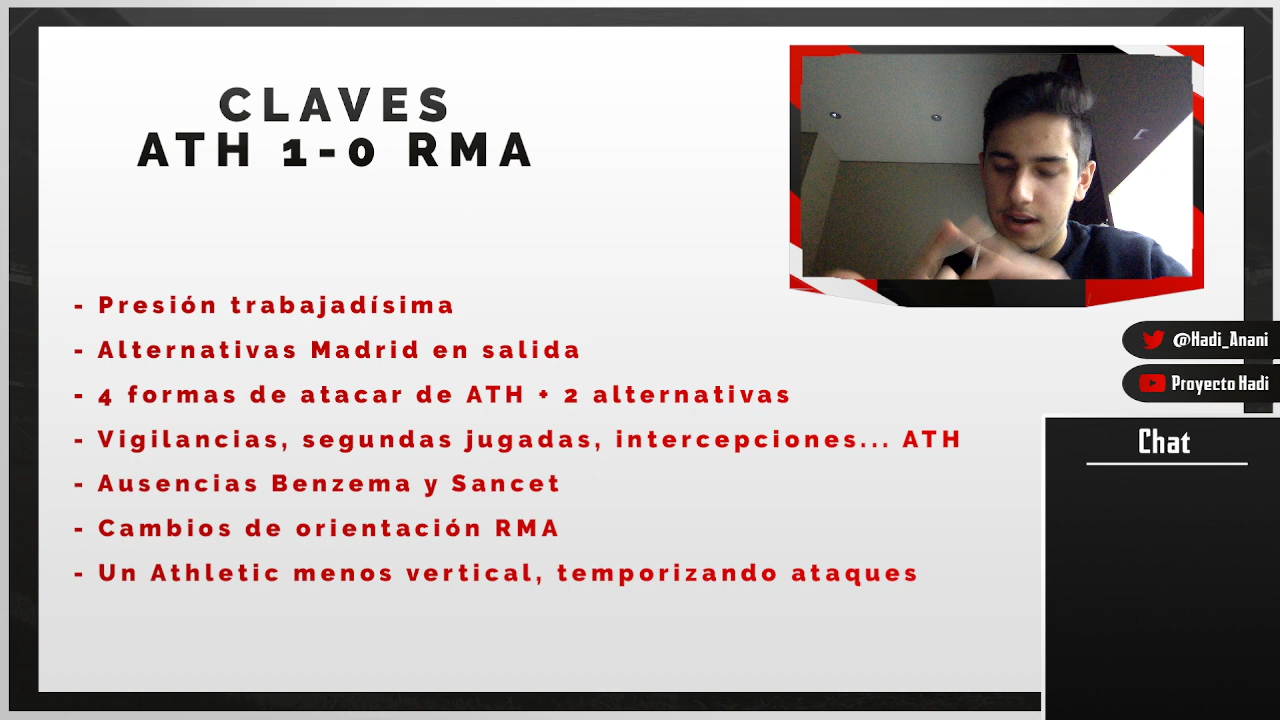 CLAVES
ATH 1-0 RMA
- Presión trabajadísima
- Alternativas Madrid en salida
- 4 formas de atacar de ATH + 2 alternativas
- Vigilancias, segundas jugadas, intercepciones... ATH
- Ausencias Benzema y Sancet
- Cambios de orientación RMA
- Un Athletic menos vertical, temporizando ataques
@Hadi_Anani
Proyecto Hadi
Chat